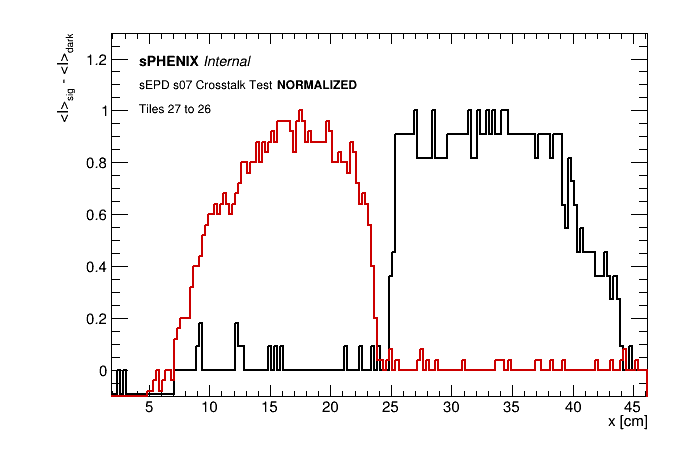 <I>sig - <I>dark
sPHENIX Internal
sEPD s07 Crosstalk Test NORMALIZED
Tiles 27 to 26
1.2
1
0.8
0.6
0.4
0.2
0
5 10 15 20 25 30 35 40 45
x [cm]